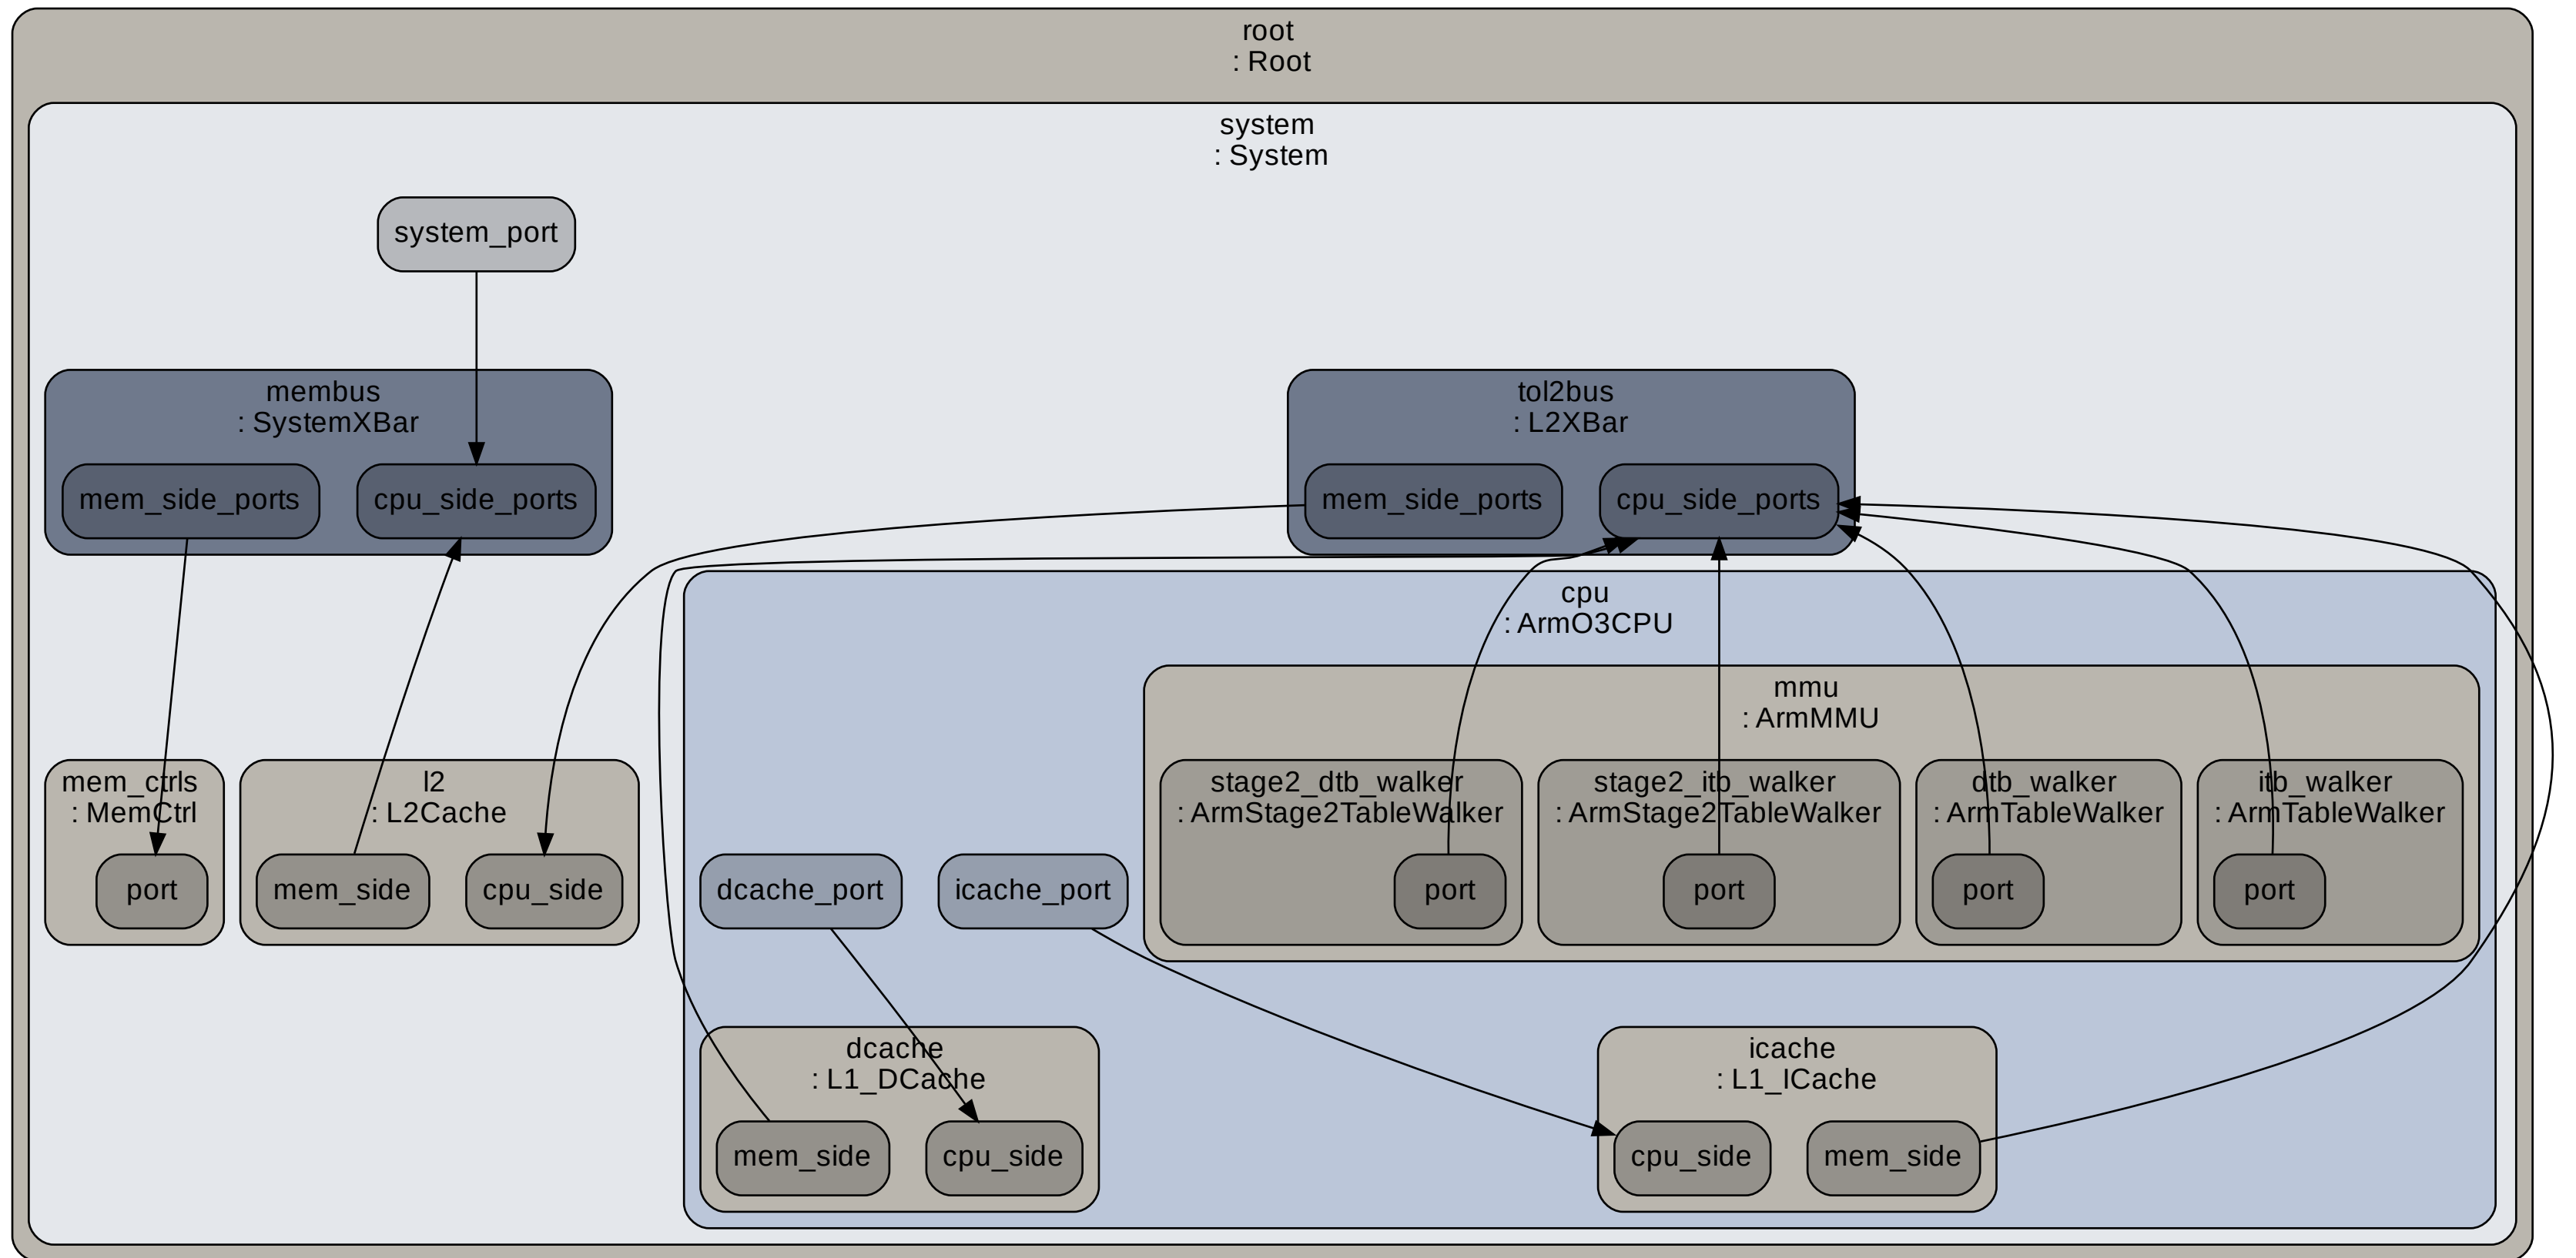 root
: Root
system
: System
system_port
membus
: SystemXBar
mem_side_ports
cpu_side_ports
tol2bus
: L2XBar
mem_side_ports
cpu_side_ports
cpu
: ArmO3CPU
mmu
: ArmMMU
mem_ctrls
: MemCtrl
port
l2
: L2Cache
mem_side
cpu_side
dcache_port
icache_port
stage2_dtb_walker
: ArmStage2TableWalker
port
stage2_itb_walker
: ArmStage2TableWalker
port
dtb_walker
: ArmTableWalker
port
itb_walker
: ArmTableWalker
port
dcache
: L1_DCache
mem_side
cpu_side
icache
: L1_ICache
cpu_side
mem_side